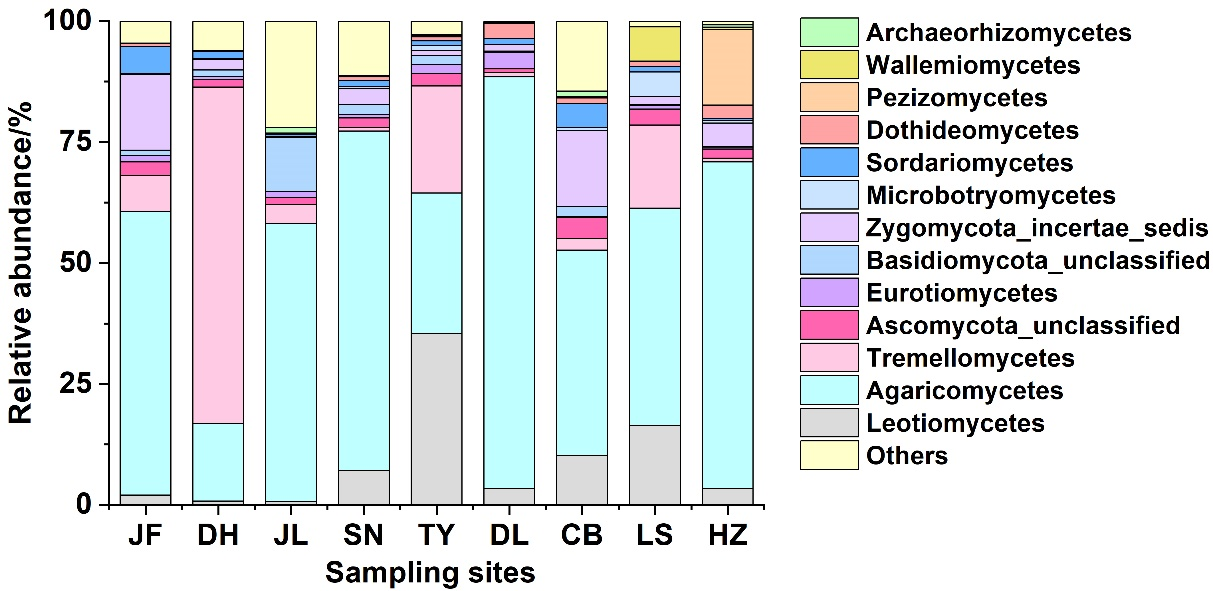 Relative abundance/%
100
75
50
25
0
JF DH JL SN TY DL CB LS HZ
Sampling sites
Archaeorhizomycetes
Wallemiomycetes
Pezizomycetes
Dothideomycetes
Sordariomycetes
Microbotryomycetes
Zygomycota_incertae_sedis
Basidiomycota_unclassified
Eurotiomycetes
Ascomycota_unclassified
Tremellomycetes
Agaricomycetes
Leotiomycetes
Others